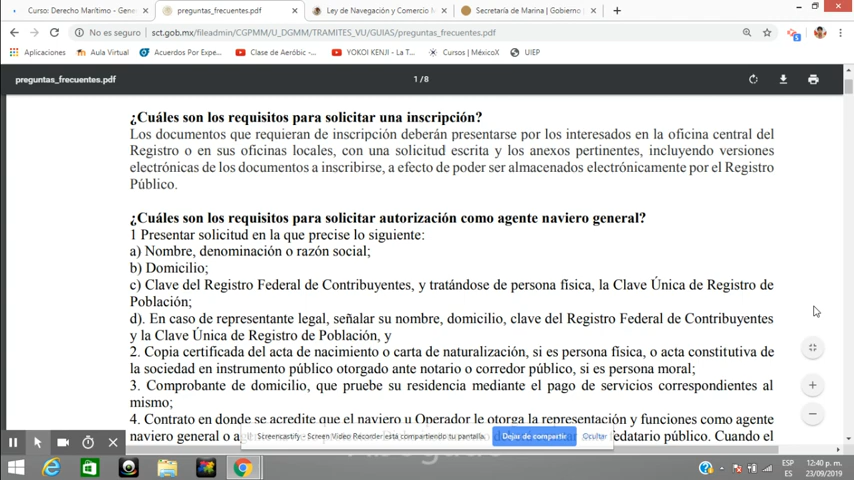 Curso: Derecho Marítimo - Gener
preguntas_frecuentes.pdf
Ley de Navegación y Comercio M
Secretaría de Marina | Gobierno
No es seguro | sct.gob.mx/fileadmin/CGPMM/U_DGMM/TRAMITES_VU/GUIAS/preguntas_frecuentes.pdf
Aplicaciones
Aula Virtual
Acuerdos Por Expe...
Clase de Aeróbic -...
YOKOI KENJI - La T...
Cursos |MéxicoX
UIEP
preguntas_frecuentes.pdf
1 / 8
¿Cuáles son los requisitos para solicitar una inscripción?
Los documentos que requieran de inscripción deberán presentarse por los interesados en la oficina central del
Registro o en sus oficinas locales, con una solicitud escrita y los anexos pertinentes, incluyendo versiones
electrónicas de los documentos a inscribirse, a efecto de poder ser almacenados electrónicamente por el Registro
Público.
¿Cuáles son los requisitos para solicitar autorización como agente naviero general?
1 Presentar solicitud en la que precise lo siguiente:
a) Nombre, denominación o razón social;
b) Domicilio;
c) Clave del Registro Federal de Contribuyentes, y tratándose de persona física, la Clave Única de Registro de
Población;
d). En caso de representante legal, señalar su nombre, domicilio, clave del Registro Federal de Contribuyentes
y la Clave Única de Registro de Población, y
2. Copia certificada del acta de nacimiento o carta de naturalización, si es persona física, o acta constitutiva de
la sociedad en instrumento público otorgado ante notario o corredor público, si es persona moral;
3. Comprobante de domicilio, que pruebe su residencia mediante el pago de servicios correspondientes al
mismo;
4. Contrato en donde se acredite que el naviero u Operador le otorga la representación y funciones como agente
naviero general o
fedatario público. Cuando el
Screencastify - Screen Video Recorder está compartiendo tu pantalla.
Dejar de compartir
Ocultar
ESP
ES
12:40 p. m.
23/09/2019